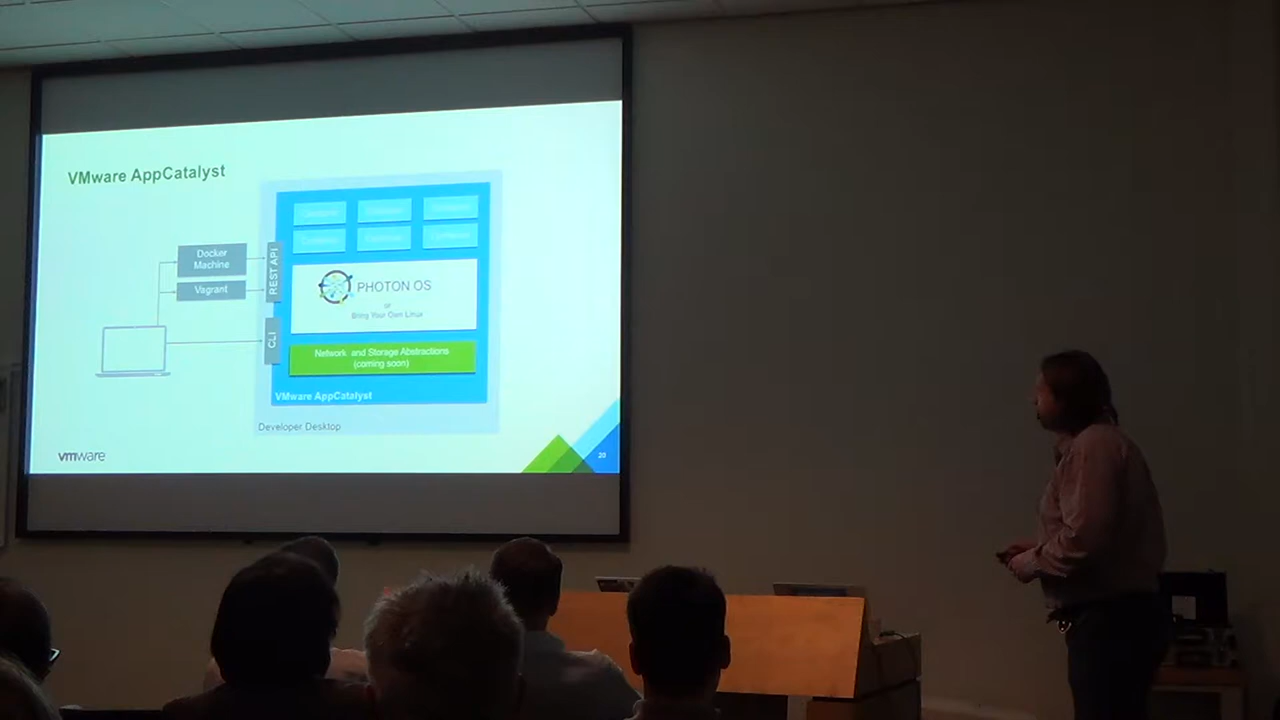 VMware AppCatalyst
Docker
Machine
Vagrant
REST API
CLI
PHOTON OS
or
Bring Your Own Linux
Network and Storage Abstractions
(coming soon)
VMware AppCatalyst
Developer Desktop
vmware
20